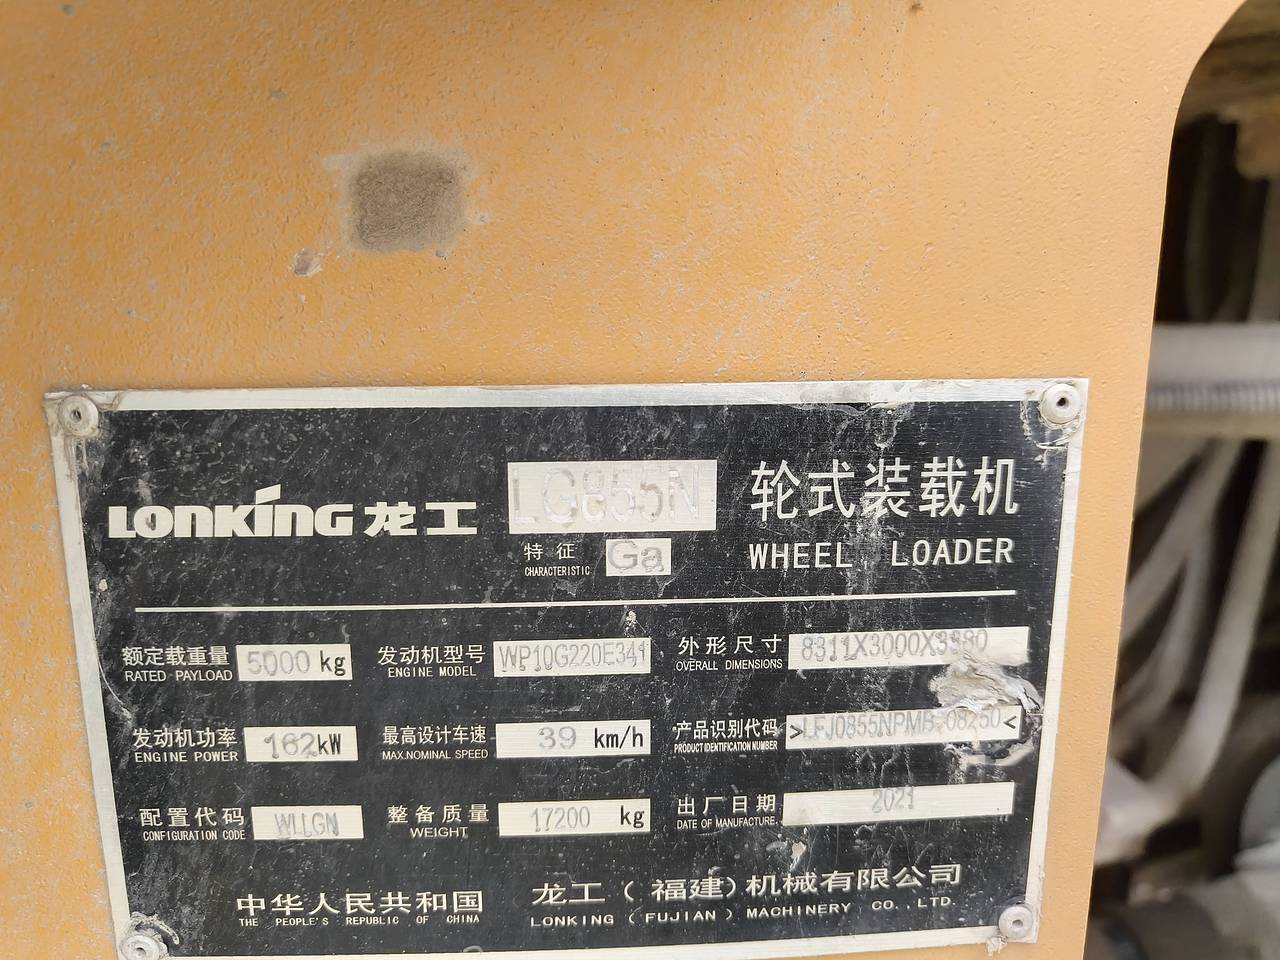 LONKING 龙工 LG855N 轮式装载机
特征 Ga
CHARACTERISTIC
WHEEL LOADER
额定载重量 5000 kg
RATED PAYLOAD
发动机型号
ENGINE MODEL
外形尺寸
OVERALL DIMENSIONS
发动机功率 162kW
ENGINE POWER
最高设计车速 39 km/h
MAX.NOMINAL SPEED
产品识别代码
PRODUCT IDENTIFICATION NUMBER
配置代码 WLLGN
CONFIGURATION CODE
整备质量 17200 kg
WEIGHT
出厂日期 2021
DATE OF MANUFACTURE.
中华人民共和国
THE PEOPLE'S REPUBLIC OF CHINA
龙工(福建)机械有限公司
LONKING (FUJIAN) MACHINERY CO.,LTD.